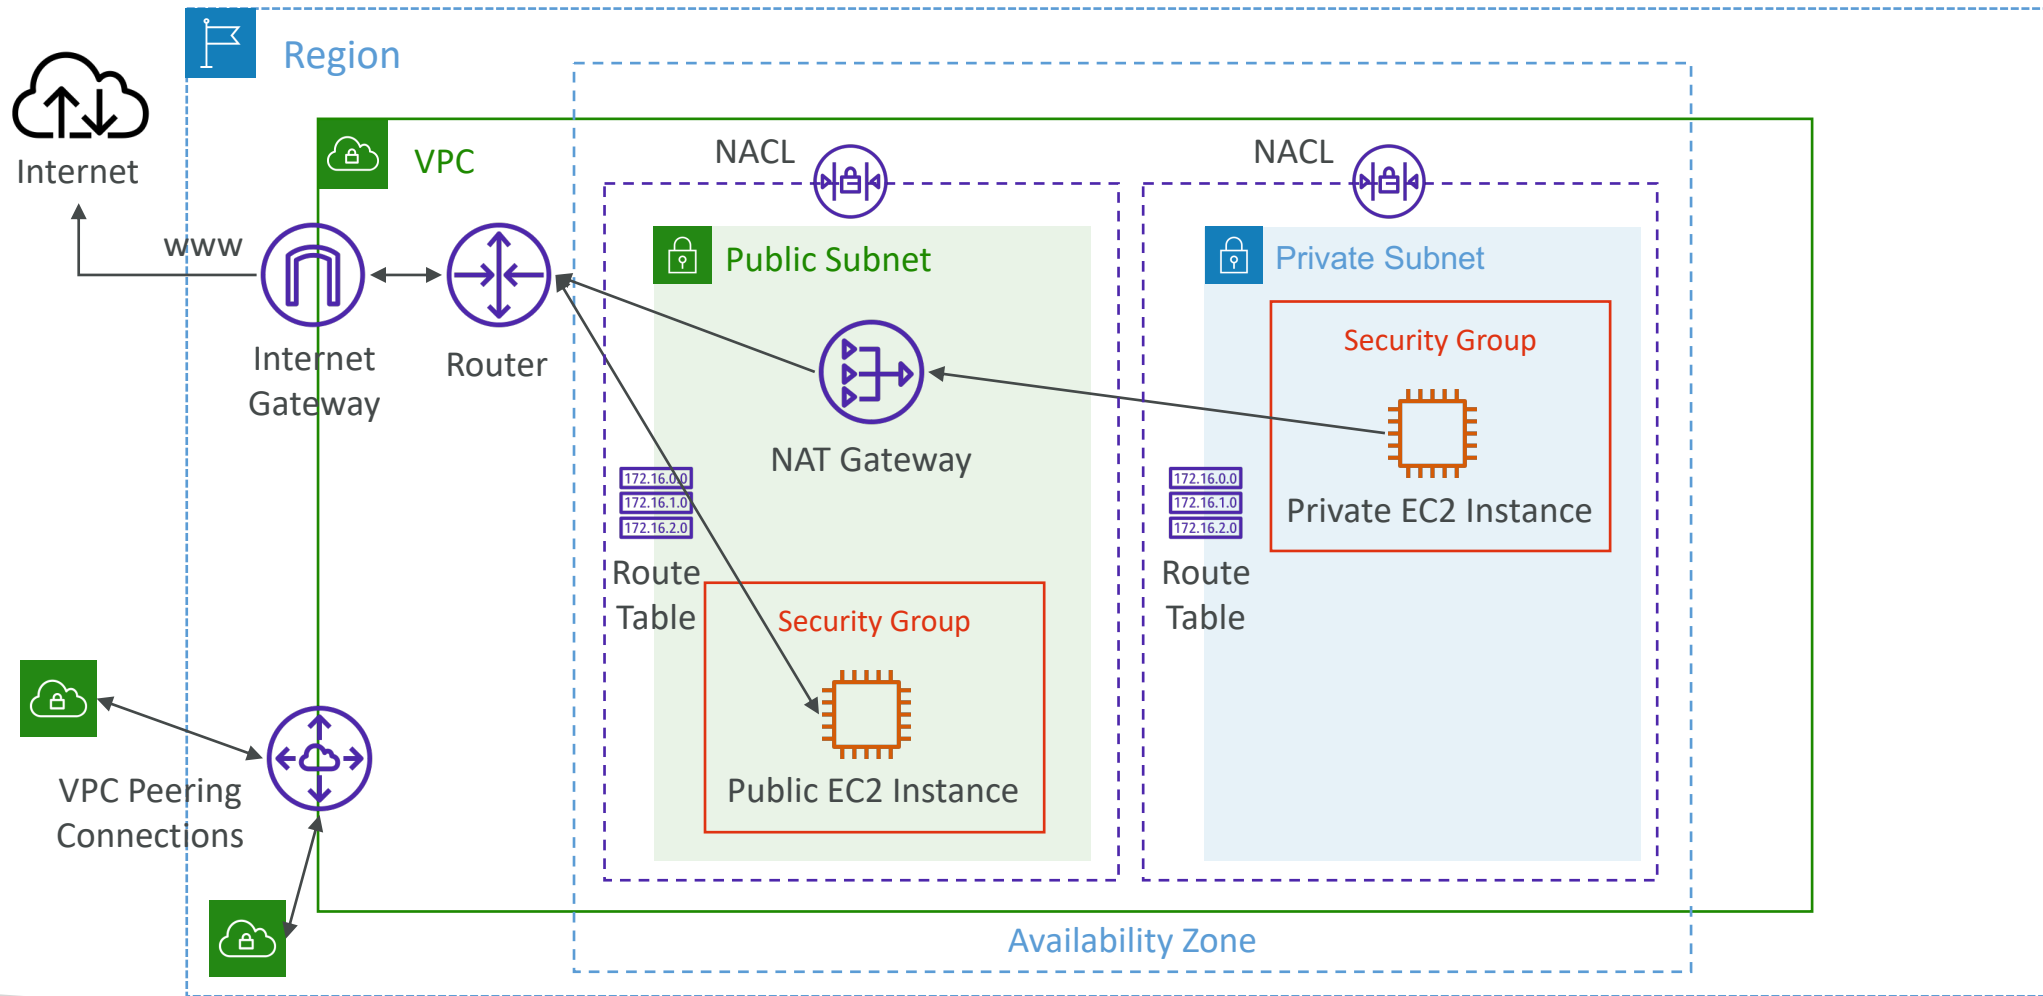 Region
Internet
www
VPC
Internet
Gateway
Router
NACL
NACL
Public Subnet
Private Subnet
NAT Gateway
Security Group
Private EC2 Instance
172.16.0.0
172.16.1.0
172.16.2.0
Route
Table
172.16.0.0
172.16.1.0
172.16.2.0
Route
Table
Security Group
Public EC2 Instance
VPC Peering
Connections
Availability Zone